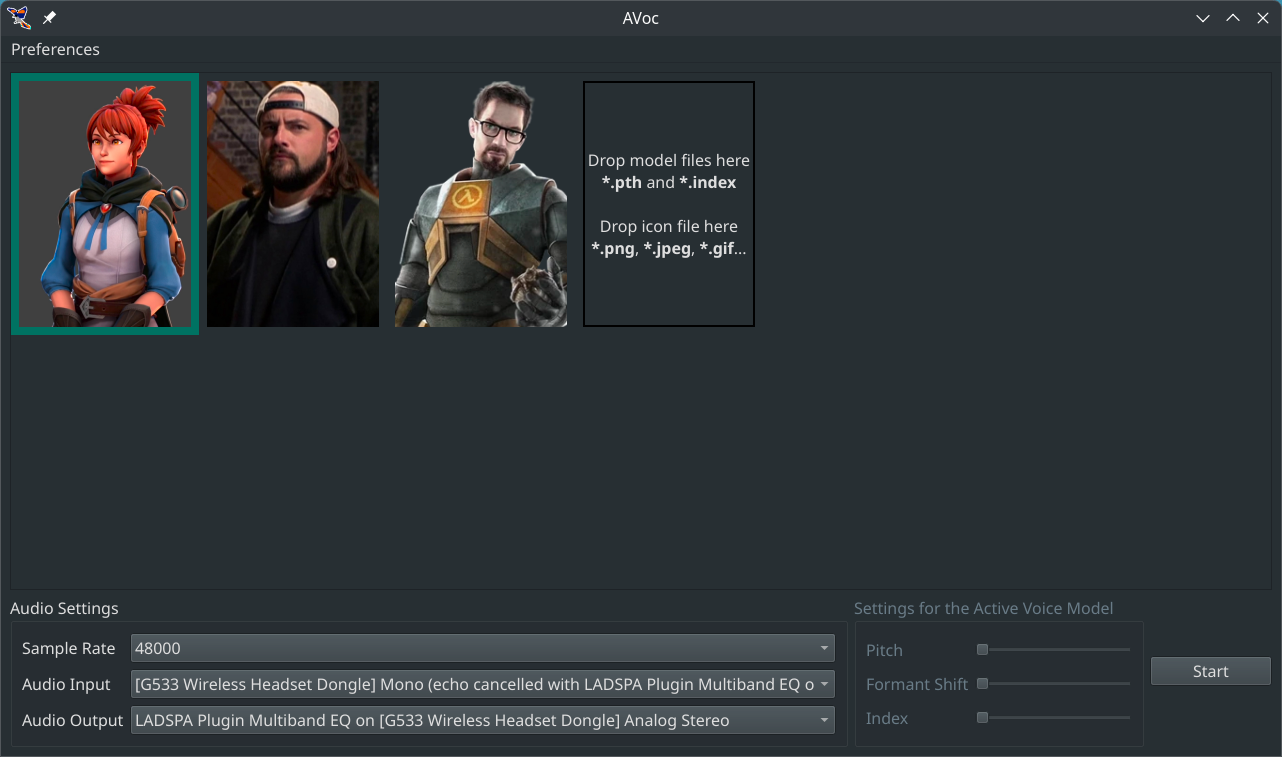 AVoc
Preferences
Drop model files here
*.pth and *.index
Drop icon file here
*.png, *.jpeg, *.gif...
Audio Settings
Sample Rate
48000
Audio Input
[G533 Wireless Headset Dongle] Mono (echo cancelled with LADSPA Plugin Multiband EQ o
Audio Output
LADSPA Plugin Multiband EQ on [G533 Wireless Headset Dongle] Analog Stereo
Settings for the Active Voice Model
Pitch
Formant Shift
Index
Start